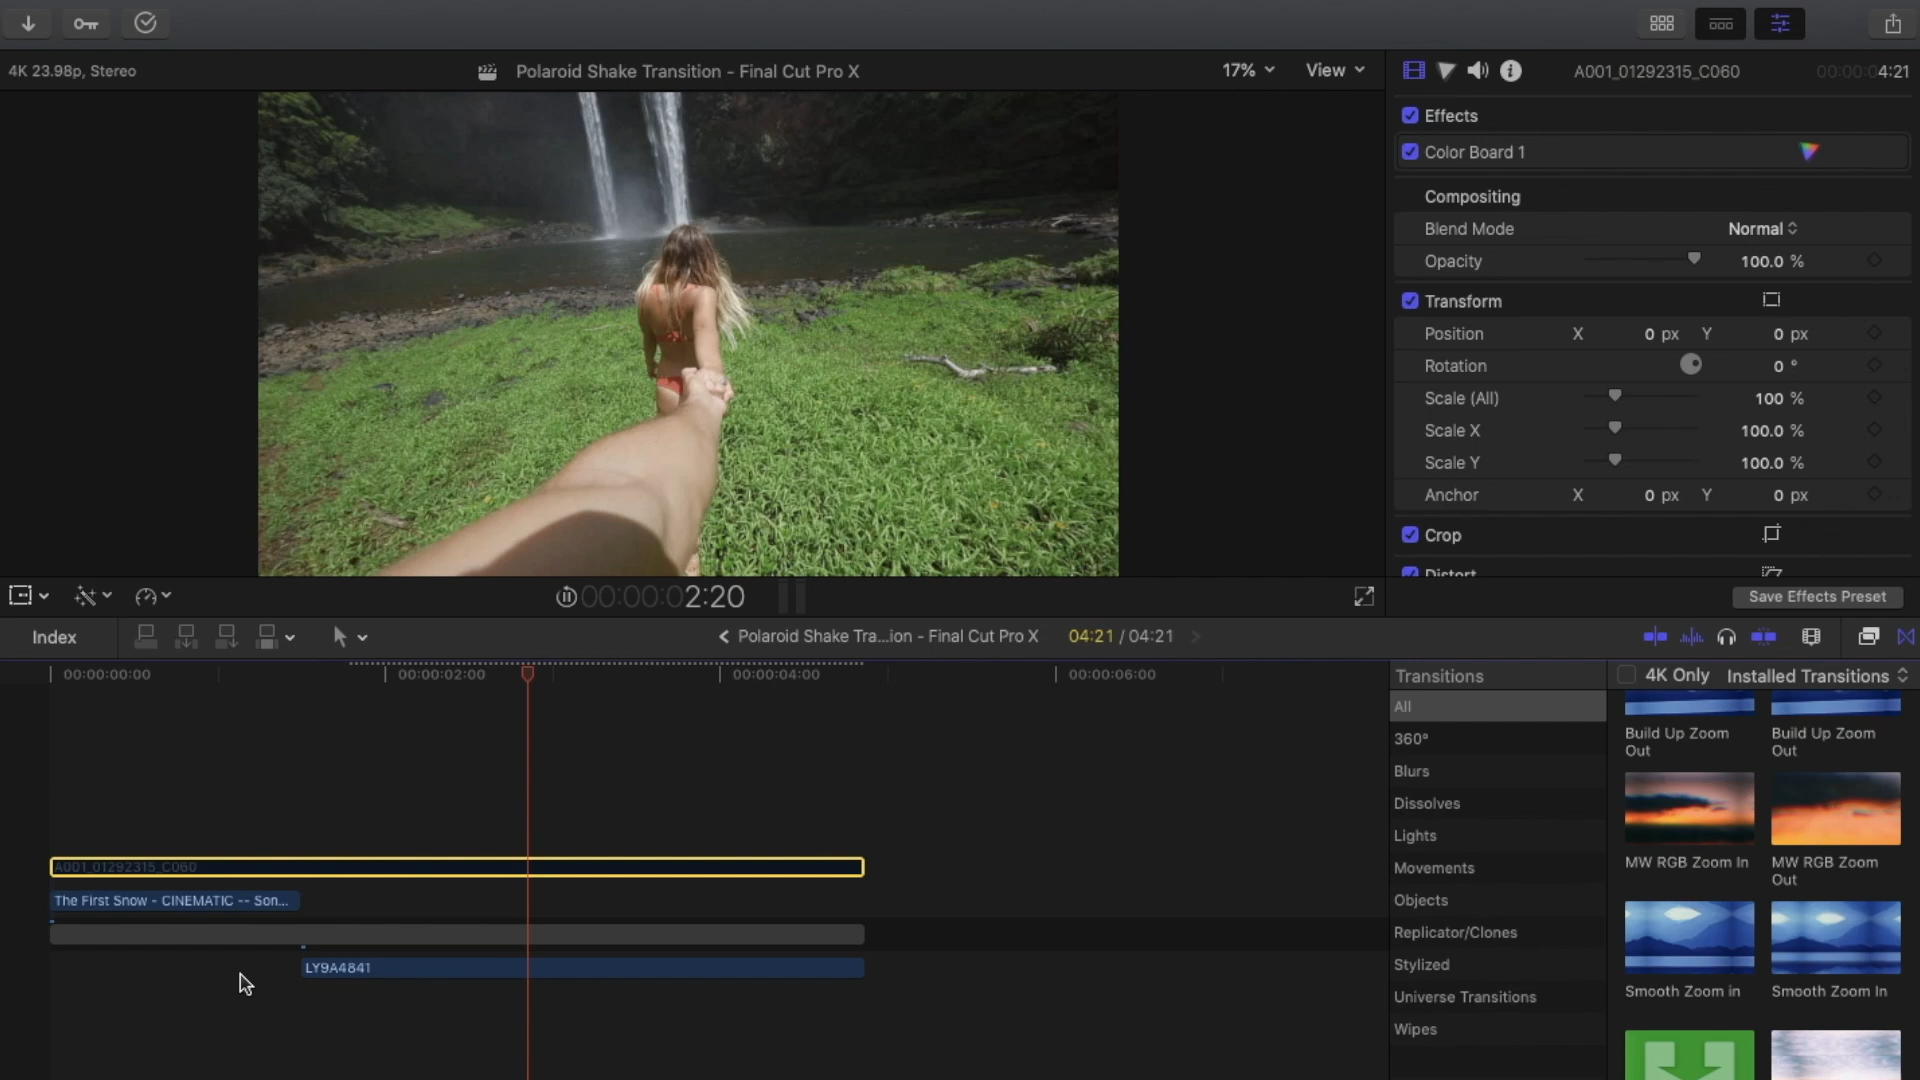 4K 23.98p, Stereo
Polaroid Shake Transition - Final Cut Pro X
17%
View
A001_01292315_C060
00:00:04:21
Effects
Color Board 1
Compositing
Blend Mode
Normal
Opacity
100.0 %
Transform
Position X 0 px Y 0 px
Rotation 0 °
Scale (All) 100 %
Scale X 100.0 %
Scale Y 100.0 %
Anchor X 0 px Y 0 px
Crop
Distort
00:00:02:20
Save Effects Preset
Index
Polaroid Shake Tra...ion - Final Cut Pro X
04:21 / 04:21
00:00:00:00
00:00:02:00
00:00:04:00
00:00:06:00
A001_01292315_C060
The First Snow - CINEMATIC -- Son...
LY9A4841
Transitions
4K Only
Installed Transitions
All
360°
Blurs
Dissolves
Lights
Movements
Objects
Replicator/Clones
Stylized
Universe Transitions
Wipes
Build Up Zoom
Out
Build Up Zoom
Out
MW RGB Zoom In
MW RGB Zoom
Out
Smooth Zoom in
Smooth Zoom In